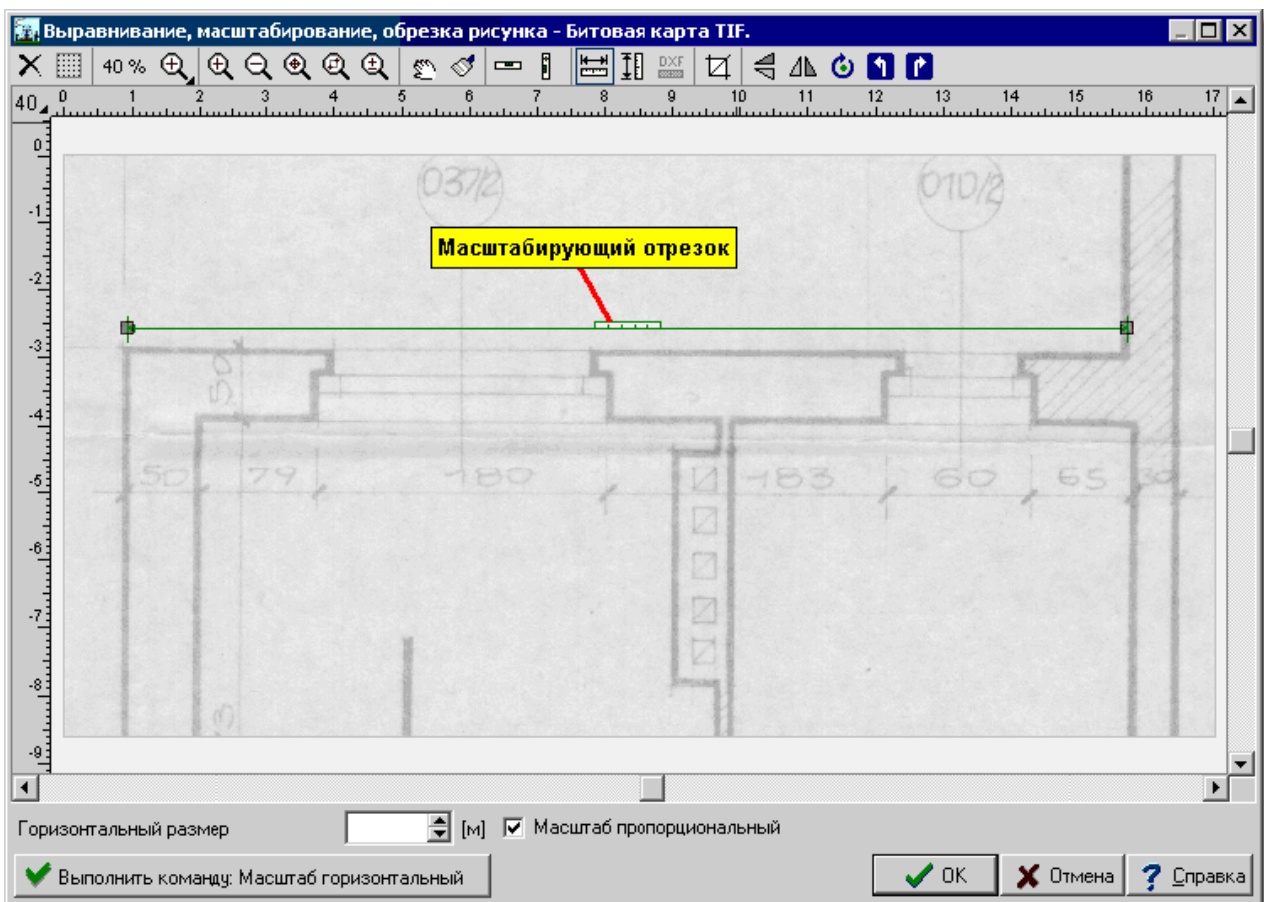 Выравнивание, масштабирование, обрезка рисунка - Битовая карта TIF.
40 % DXF
40 0 1 2 3 4 5 6 7 8 9 10 11 12 13 14 15 16 17
0
037/2 010/2
-1
Масштабирующий отрезок
-2
-3
50
-4
50 79 180 183 60 65 30
-5
-6
-7
-8
-9
Горизонтальный размер [м] Масштаб пропорциональный
Выполнить команду: Масштаб горизонтальный OK Отмена Справка